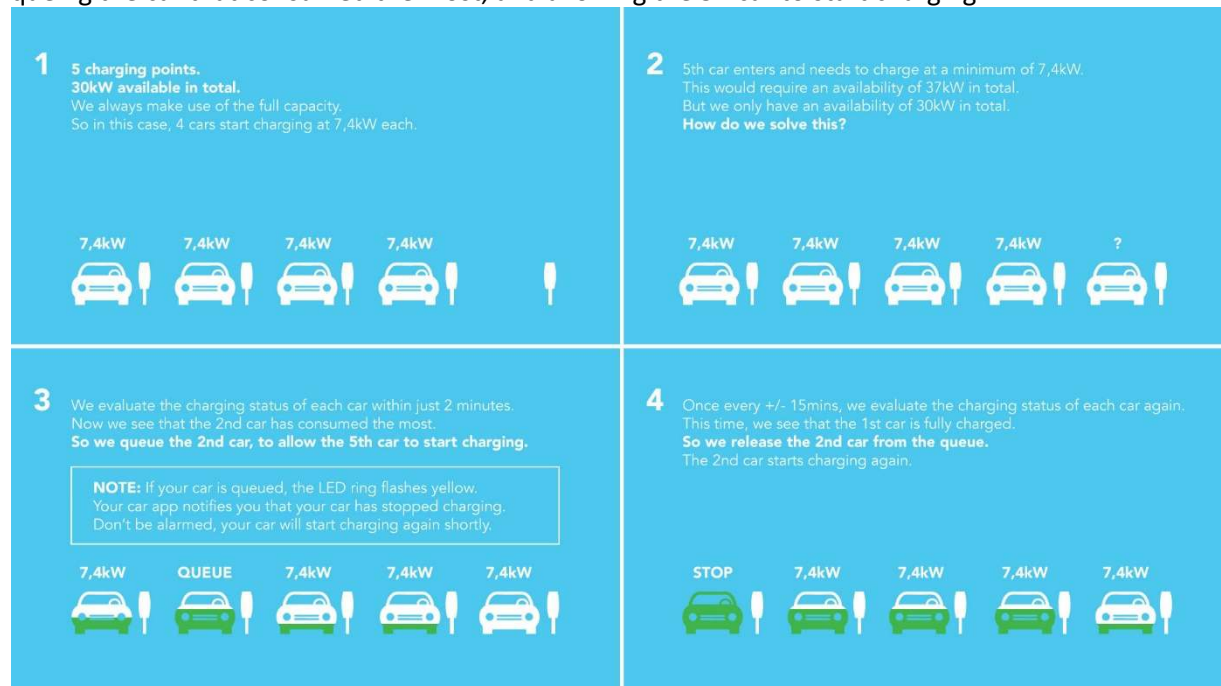 1
5 charging points.
30kW available in total.
We always make use of the full capacity.
So in this case, 4 cars start charging at 7,4kW each.
7,4kW 7,4kW 7,4kW 7,4kW
2
5th car enters and needs to charge at a minimum of 7,4kW.
This would require an availability of 37kW in total.
But we only have an availability of 30kW in total.
How do we solve this?
7,4kW 7,4kW 7,4kW 7,4kW ?
3
We evaluate the charging status of each car within just 2 minutes.
Now we see that the 2nd car has consumed the most.
So we queue the 2nd car, to allow the 5th car to start charging.
NOTE: If your car is queued, the LED ring flashes yellow.
Your car app notifies you that your car has stopped charging.
Don't be alarmed, your car will start charging again shortly.
7,4kW QUEUE 7,4kW 7,4kW 7,4kW
4
Once every +/- 15mins, we evaluate the charging status of each car again.
This time, we see that the 1st car is fully charged.
So we release the 2nd car from the queue.
The 2nd car starts charging again.
STOP 7,4kW 7,4kW 7,4kW 7,4kW